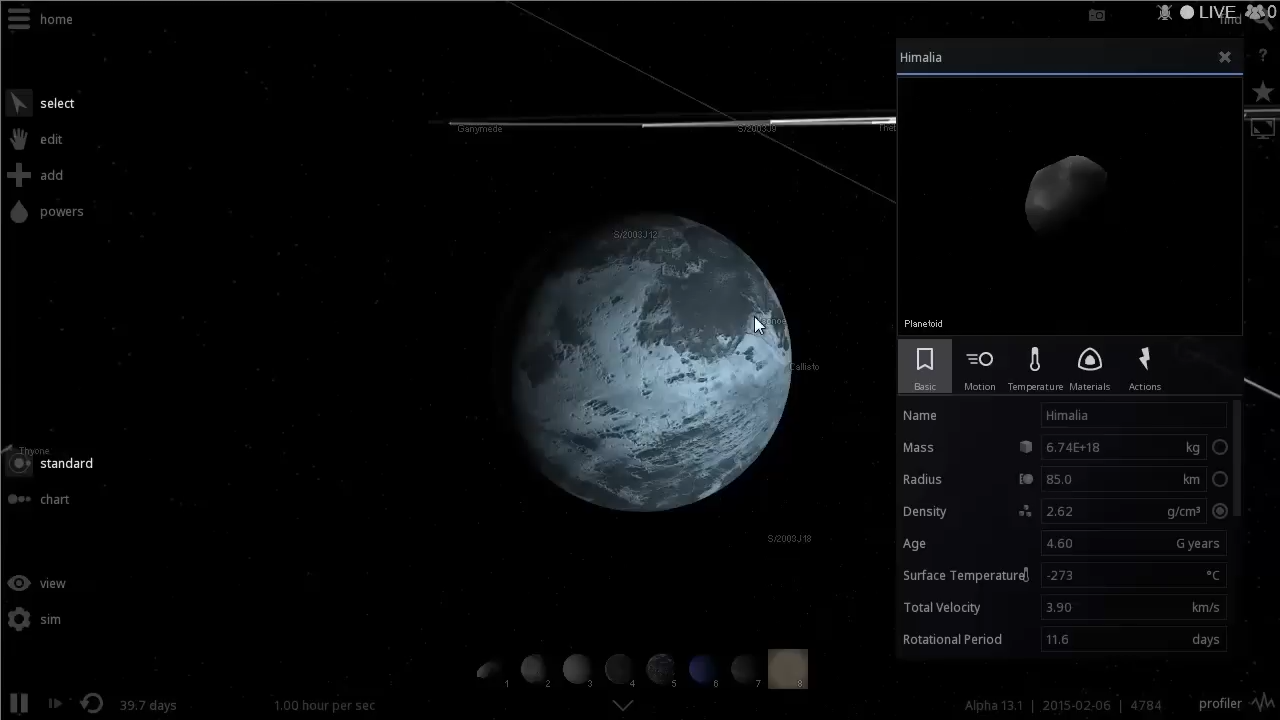 home
LIVE 0
find
Himalia
select
Ganymede
S/2003J9
edit
add
powers
S/2003J12
Callisto
Planetoid
Basic
Motion
Temperature
Materials
Actions
Name
Himalia
Mass
6.74E+18 kg
Radius
85.0 km
Thyone
standard
chart
Density
2.62 g/cm³
S/2003J18
Age
4.60 G years
Surface Temperature
-273 °C
view
sim
Total Velocity
3.90 km/s
Rotational Period
11.6 days
1 2 3 4 5 6 7 8
39.7 days
1.00 hour per sec
Alpha 13.1 | 2015-02-06 | 4784
profiler
?